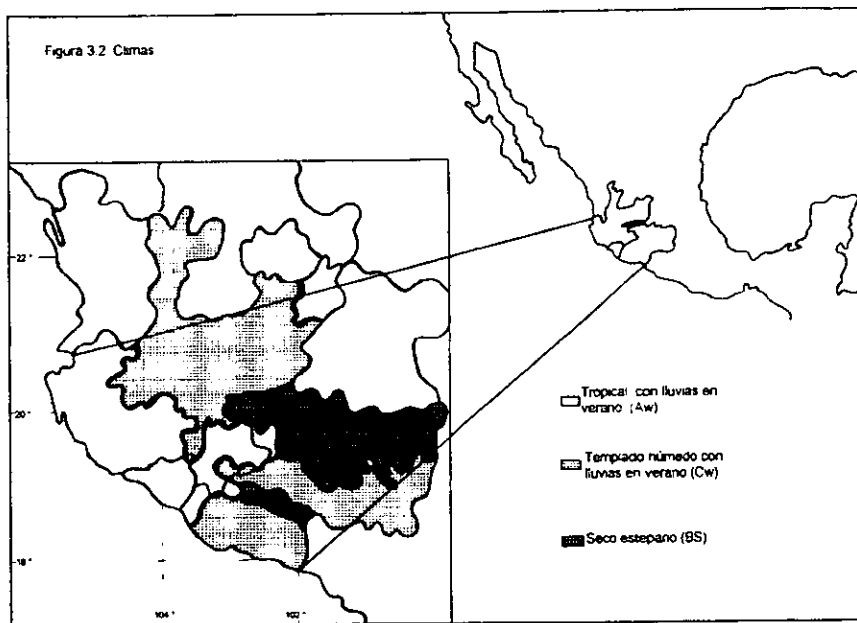 Figura 3.2 Climas
22°
20°
18°
104°
102°
Tropical con lluvias en
verano (Aw)
Templado húmedo con
lluvias en verano (Cw)
Seco estepario (BS)